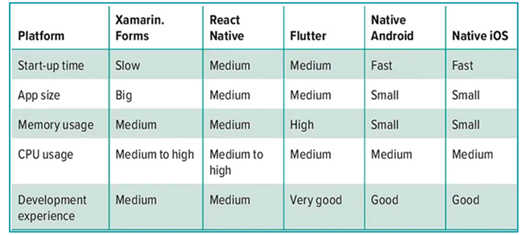 Platform Xamarin. Forms React Native Flutter Native Android Native iOS
Start-up time Slow Medium Medium Fast Fast
App size Big Medium Medium Small Small
Memory usage Medium Medium High Small Small
CPU usage Medium to high Medium to high Medium Medium Medium
Development experience Medium Medium Very good Good Good